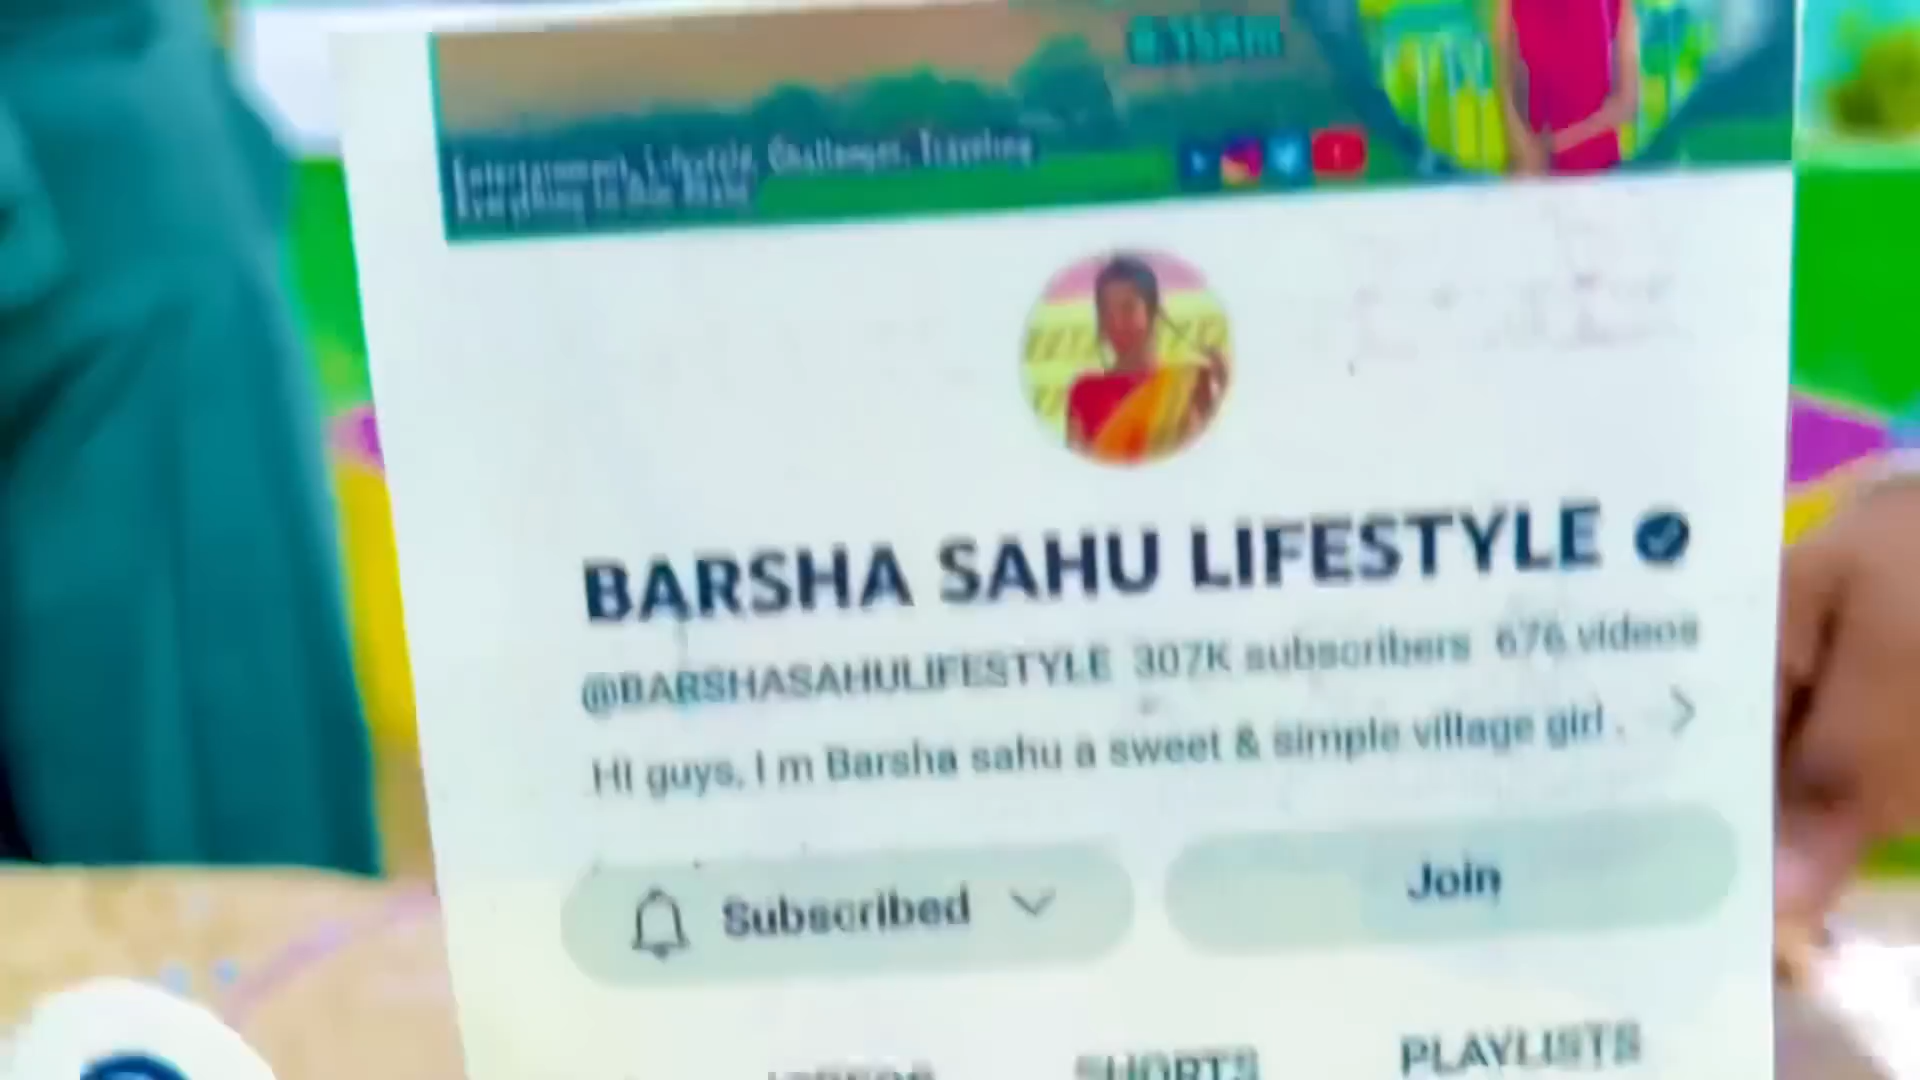 Entertainment, Lifestyle, Challenges, Traveling
BARSHA SAHU LIFESTYLE
@BARSHASAHULIFESTYLE 307K subscribers 676 videos
Hi guys, I m Barsha sahu a sweet & simple village girl .
Subscribed
Join
VIDEOS SHORTS PLAYLISTS